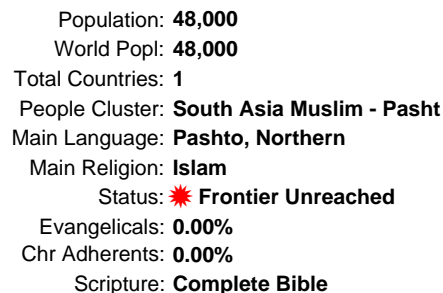 Population: 48,000
World Popl: 48,000
Total Countries: 1
People Cluster: South Asia Muslim - Pasht
Main Language: Pashto, Northern
Main Religion: Islam
Status: Frontier Unreached
Evangelicals: 0.00%
Chr Adherents: 0.00%
Scripture: Complete Bible